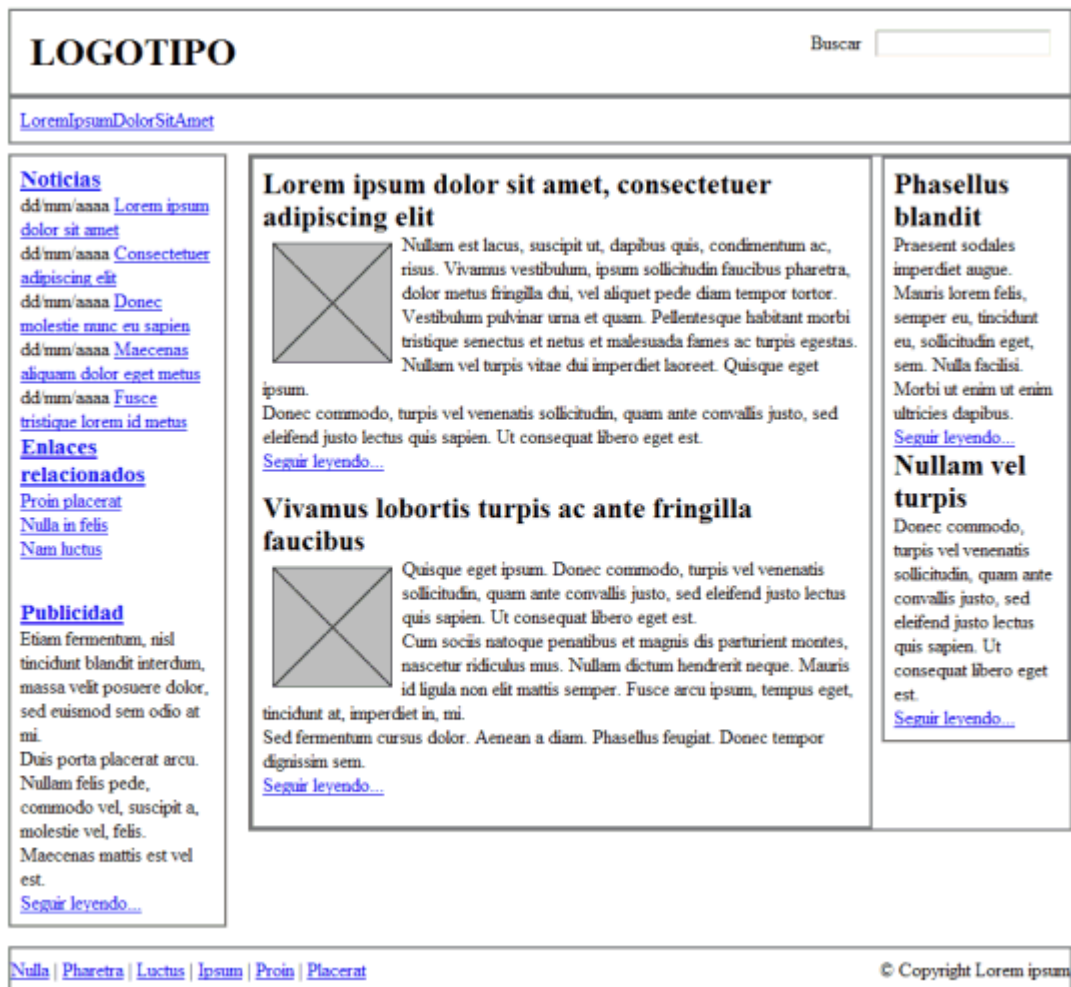 LOGOTIPO
Buscar
LoremIpsumDolorSitAmet
Noticias
dd/mm/aaaa Lorem ipsum
dolor sit amet
dd/mm/aaaa Consectetuer
adipiscing elit
dd/mm/aaaa Donec
molestie nunc eu sapien
dd/mm/aaaa Maecenas
aliquam dolor eget metus
dd/mm/aaaa Fusce
tristique lorem id metus
Enlaces
relacionados
Proin placerat
Nulla in felis
Nam luctus
Publicidad
Etiam fermentum, nisl
tincidunt blandit interdum,
massa velit posuere dolor,
sed euismod sem odio at
mi.
Duis porta placerat arcu.
Nullam felis pede,
commodo vel, suscipit a,
molestie vel, felis.
Maecenas mattis est vel
est.
Seguir leyendo...
Lorem ipsum dolor sit amet, consectetuer
adipiscing elit
Nullam est lacus, suscipit ut, dapibus quis, condimentum ac,
risus. Vivamus vestibulum, ipsum sollicitudin faucibus pharetra,
dolor metus fringilla dui, vel aliquet pede diam tempor tortor.
Vestibulum pulvinar urna et quam. Pellentesque habitant morbi
tristique senectus et netus et malesuada fames ac turpis egestas.
Nullam vel turpis vitae dui imperdiet laoreet. Quisque eget
ipsum.
Donec commodo, turpis vel venenatis sollicitudin, quam ante convallis justo, sed
eleifend justo lectus quis sapien. Ut consequat libero eget est.
Seguir leyendo...
Vivamus lobortis turpis ac ante fringilla
faucibus
Quisque eget ipsum. Donec commodo, turpis vel venenatis
sollicitudin, quam ante convallis justo, sed eleifend justo lectus
quis sapien. Ut consequat libero eget est.
Cum sociis natoque penatibus et magnis dis parturient montes,
nascetur ridiculus mus. Nullam dictum hendrerit neque. Mauris
id ligula non elit mattis semper. Fusce arcu ipsum, tempus eget,
tincidunt at, imperdiet in, mi.
Sed fermentum cursus dolor. Aenean a diam. Phasellus feugiat. Donec tempor
dignissim sem.
Seguir leyendo...
Phasellus
blandit
Praesent sodales
imperdiet augue.
Mauris lorem felis,
semper eu, tincidunt
eu, sollicitudin eget,
sem. Nulla facilisi.
Morbi ut enim ut enim
ultricies dapibus.
Seguir leyendo...
Nullam vel
turpis
Donec commodo,
turpis vel venenatis
sollicitudin, quam ante
convallis justo, sed
eleifend justo lectus
quis sapien. Ut
consequat libero eget
est.
Seguir leyendo...
Nulla | Pharetra | Luctus | Ipsum | Proin | Placerat
© Copyright Lorem ipsum